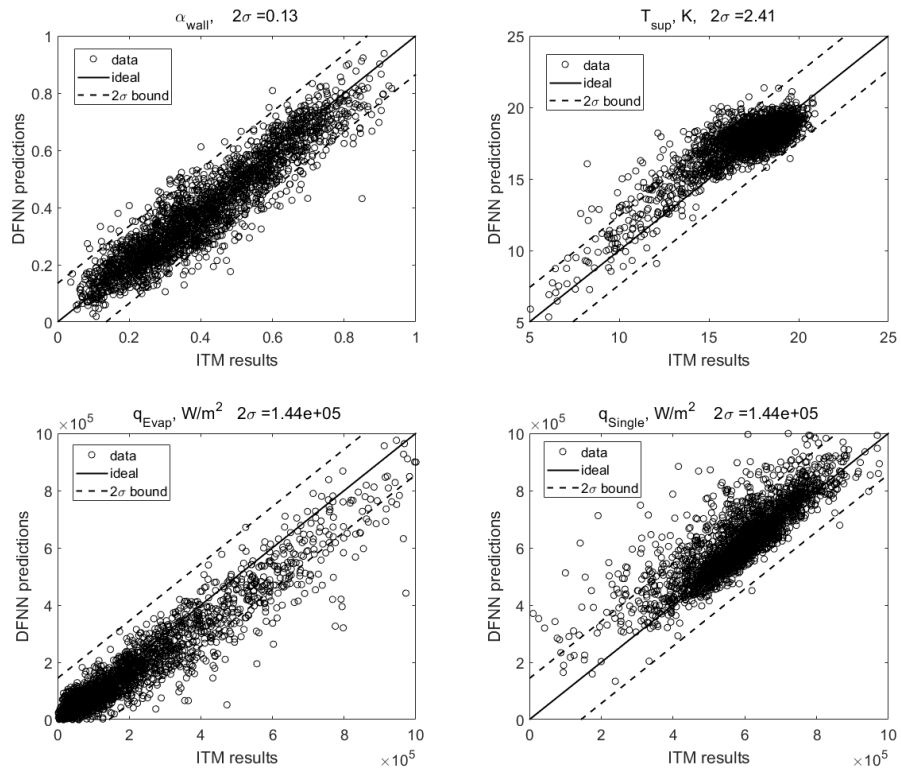 α_wall,   2σ =0.13
1
0.8
0.6
0.4
0.2
0
data
ideal
2σ bound
0 0.2 0.4 0.6 0.8 1
ITM results
DFNN predictions
T_sup, K,   2σ =2.41
25
20
15
10
5
data
ideal
2σ bound
5 10 15 20 25
ITM results
DFNN predictions
q_Evap, W/m²   2σ =1.44e+05
×10⁵
10
8
6
4
2
0
data
ideal
2σ bound
0 2 4 6 8 10
ITM results
×10⁵
DFNN predictions
q_Single, W/m²   2σ =1.44e+05
×10⁵
10
8
6
4
2
0
data
ideal
2σ bound
0 2 4 6 8 10
ITM results
×10⁵
DFNN predictions